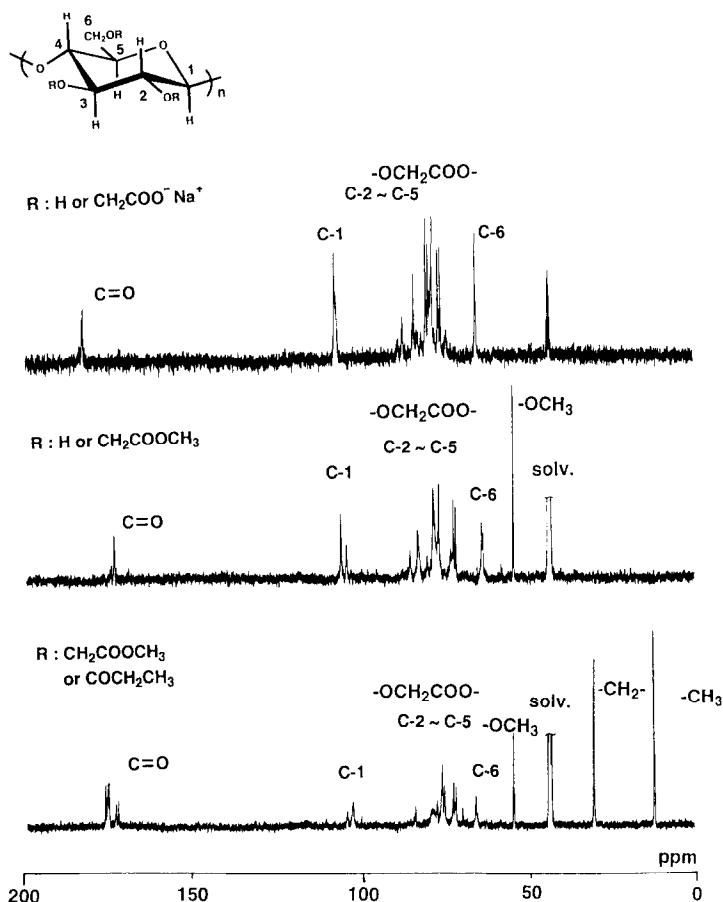 6
H
CH₂OR
H
4
5
O
1
O
RO
H
2
OR
n
3
H
H
-OCH₂COO-
C-2 ~ C-5
R : H or CH₂COO⁻ Na⁺
C-1
C-6
C=O
-OCH₂COO-
-OCH₃
R : H or CH₂COOCH₃
C-2 ~ C-5
solv.
C-1
C-6
C=O
R : CH₂COOCH₃
or COCH₂CH₃
-OCH₂COO-
solv.
-CH₂-
-CH₃
C-2 ~ C-5
-OCH₃
C=O
C-1
C-6
ppm
200
150
100
50
0